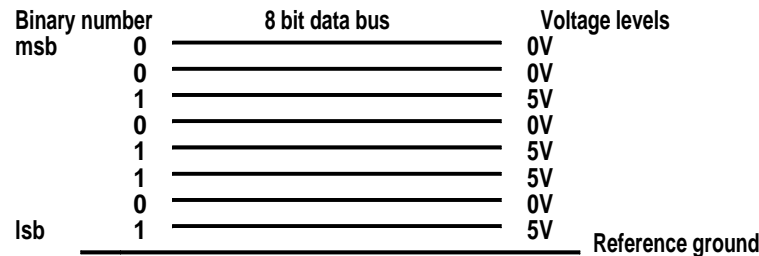 Binary number 8 bit data bus Voltage levels
msb 0 0V
0 0V
1 5V
0 0V
1 5V
1 5V
0 0V
lsb 1 5V
Reference ground